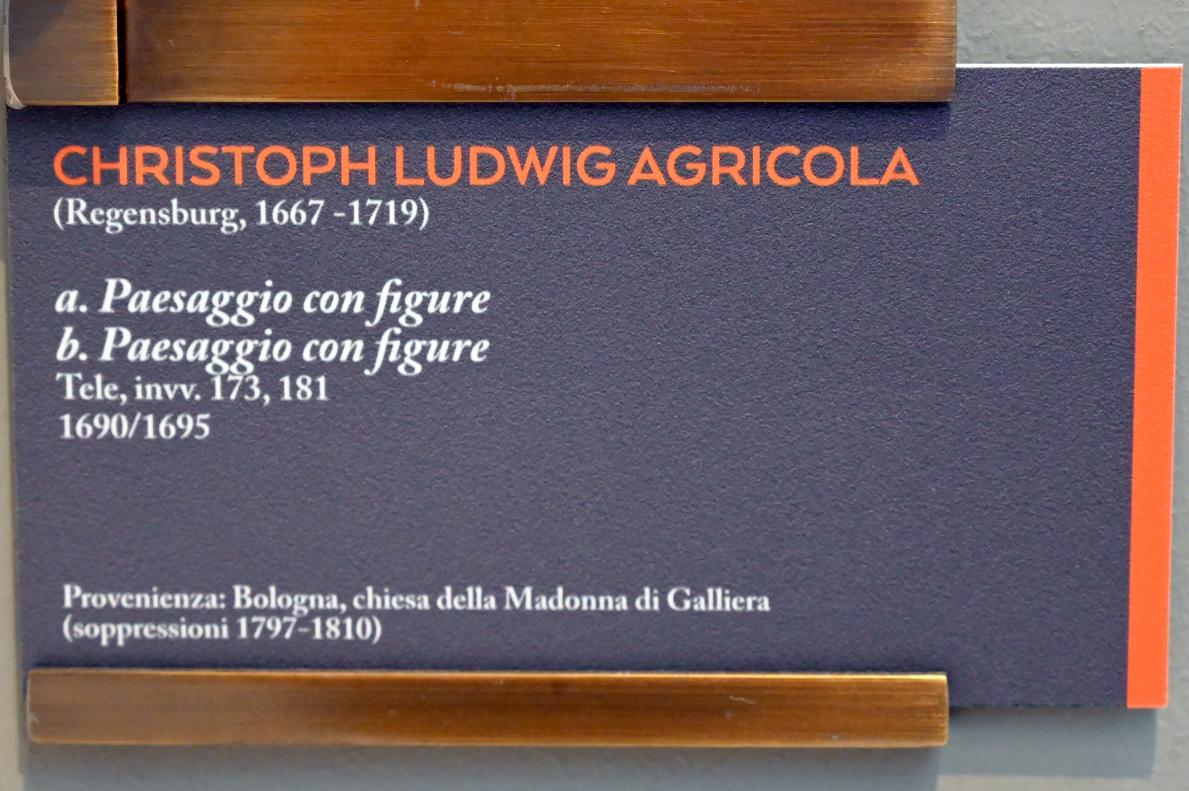 CHRISTOPH LUDWIG AGRICOLA
(Regensburg, 1667 -1719)
a. Paesaggio con figure
b. Paesaggio con figure
Tele, invv. 173, 181
1690/1695
Provenienza: Bologna, chiesa della Madonna di Galliera
(soppressioni 1797-1810)